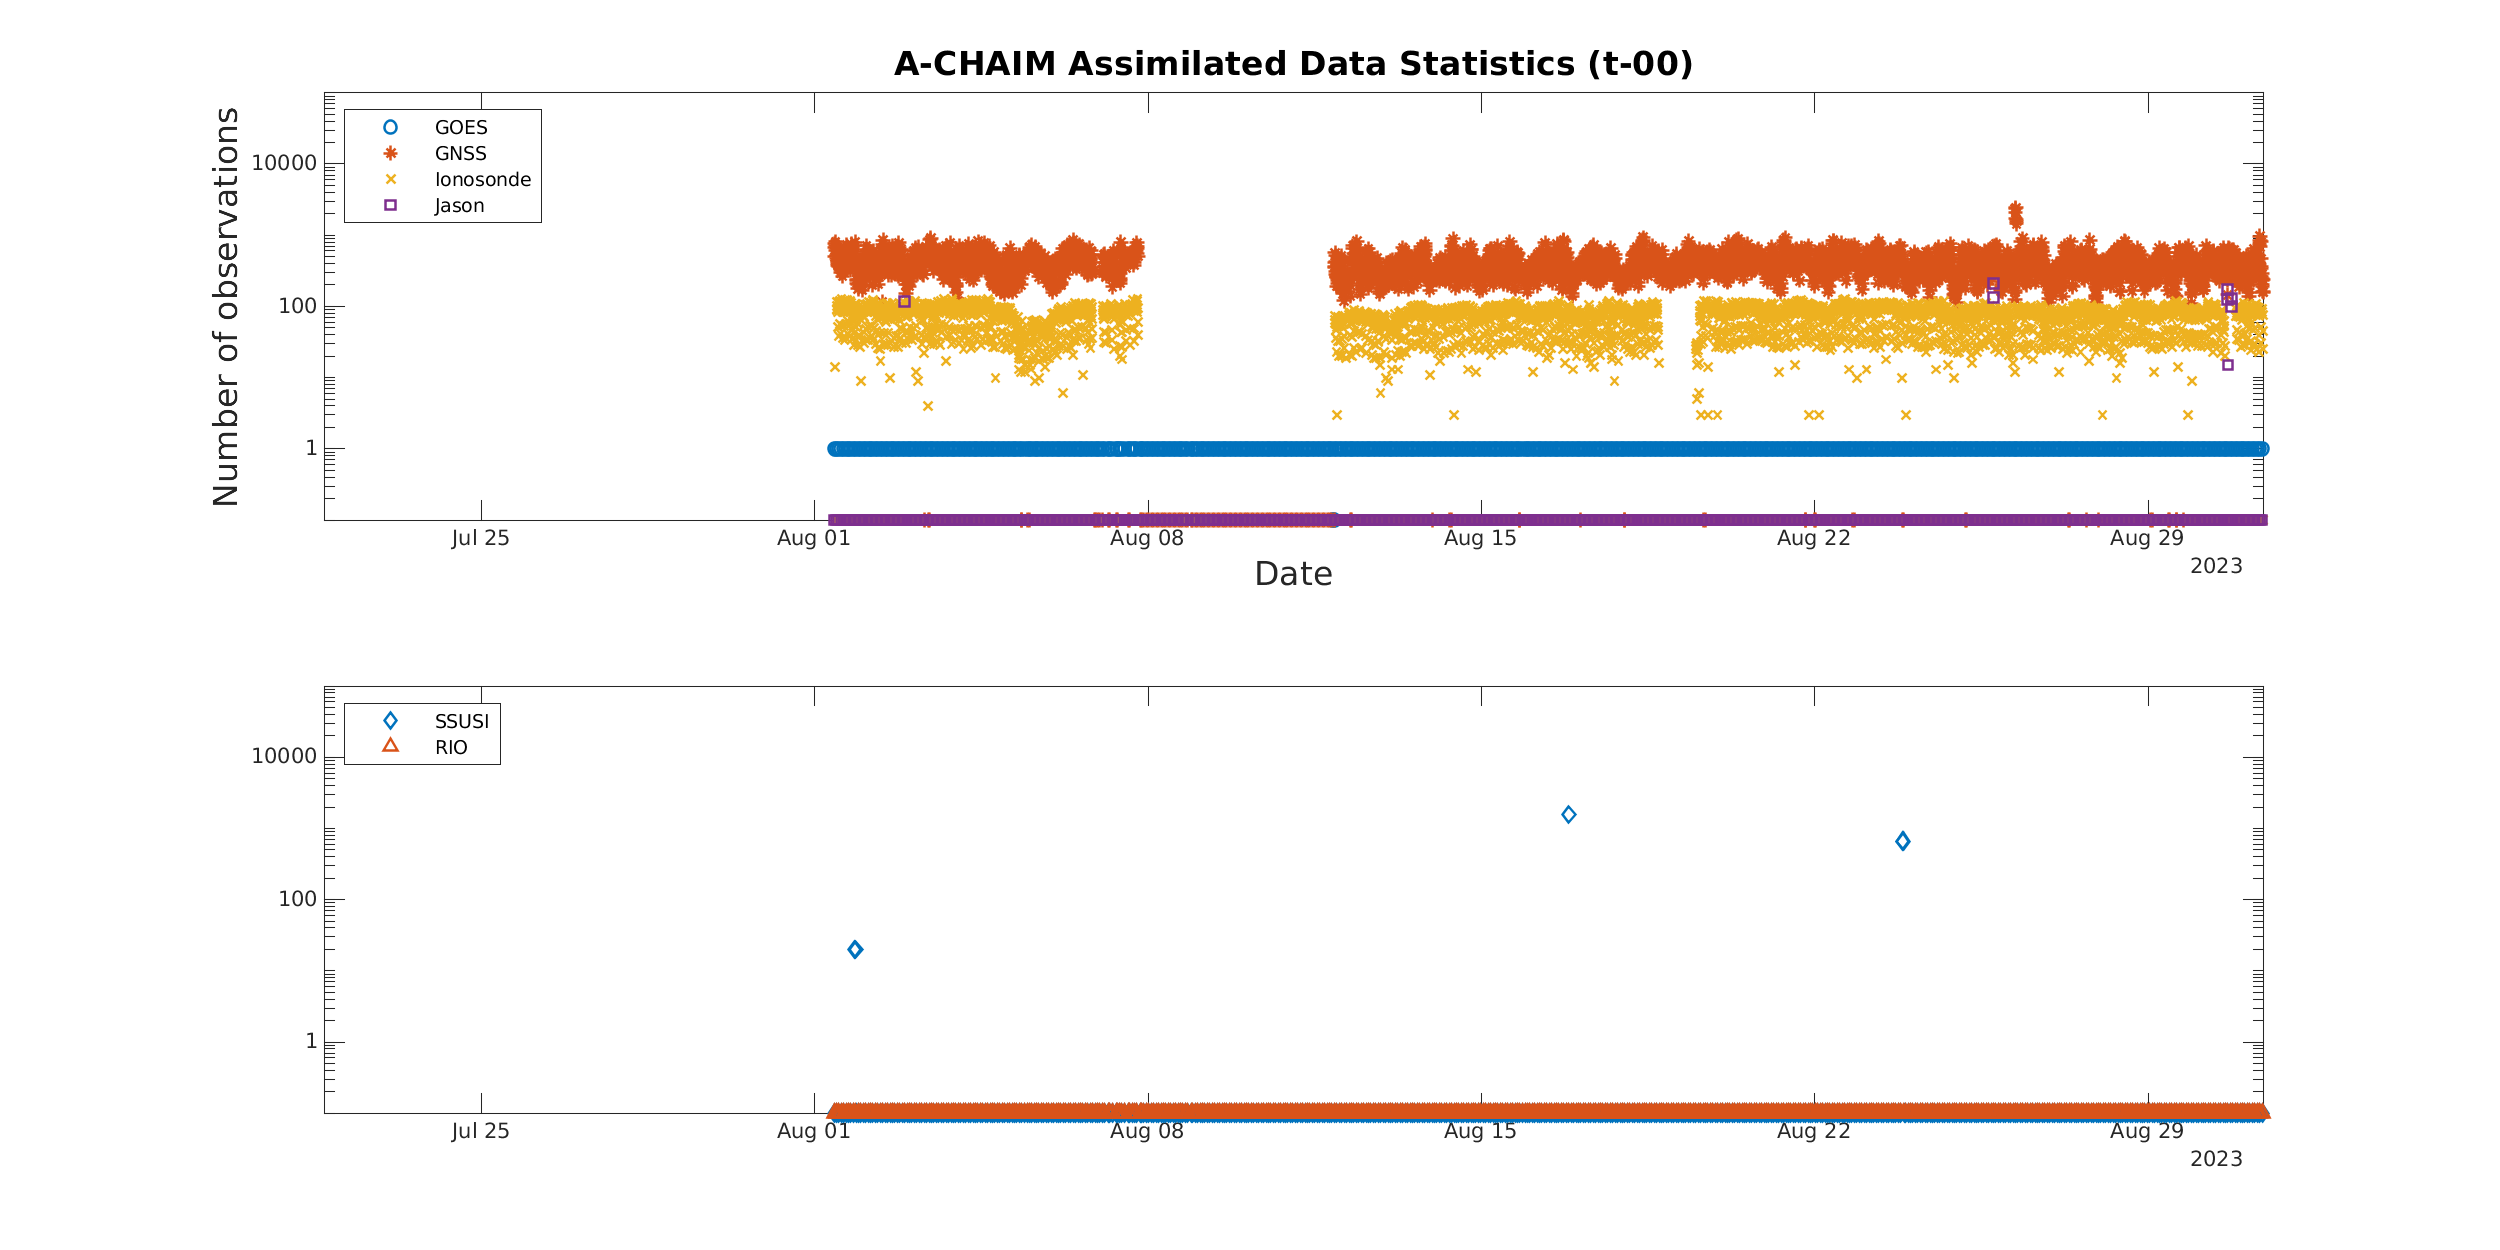 A-CHAIM Assimilated Data Statistics (t-00)
Number of observations
GOES
GNSS
Ionosonde
Jason
10000
100
1
Jul 25 Aug 01 Aug 08 Aug 15 Aug 22 Aug 29
2023
Date
SSUSI
RIO
10000
100
1
Jul 25 Aug 01 Aug 08 Aug 15 Aug 22 Aug 29
2023